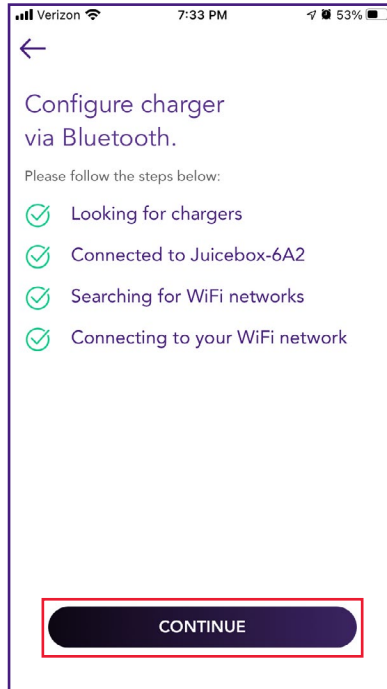 Verizon 7:33 PM 53%
Configure charger
via Bluetooth.
Please follow the steps below:
Looking for chargers
Connected to Juicebox-6A2
Searching for WiFi networks
Connecting to your WiFi network
CONTINUE